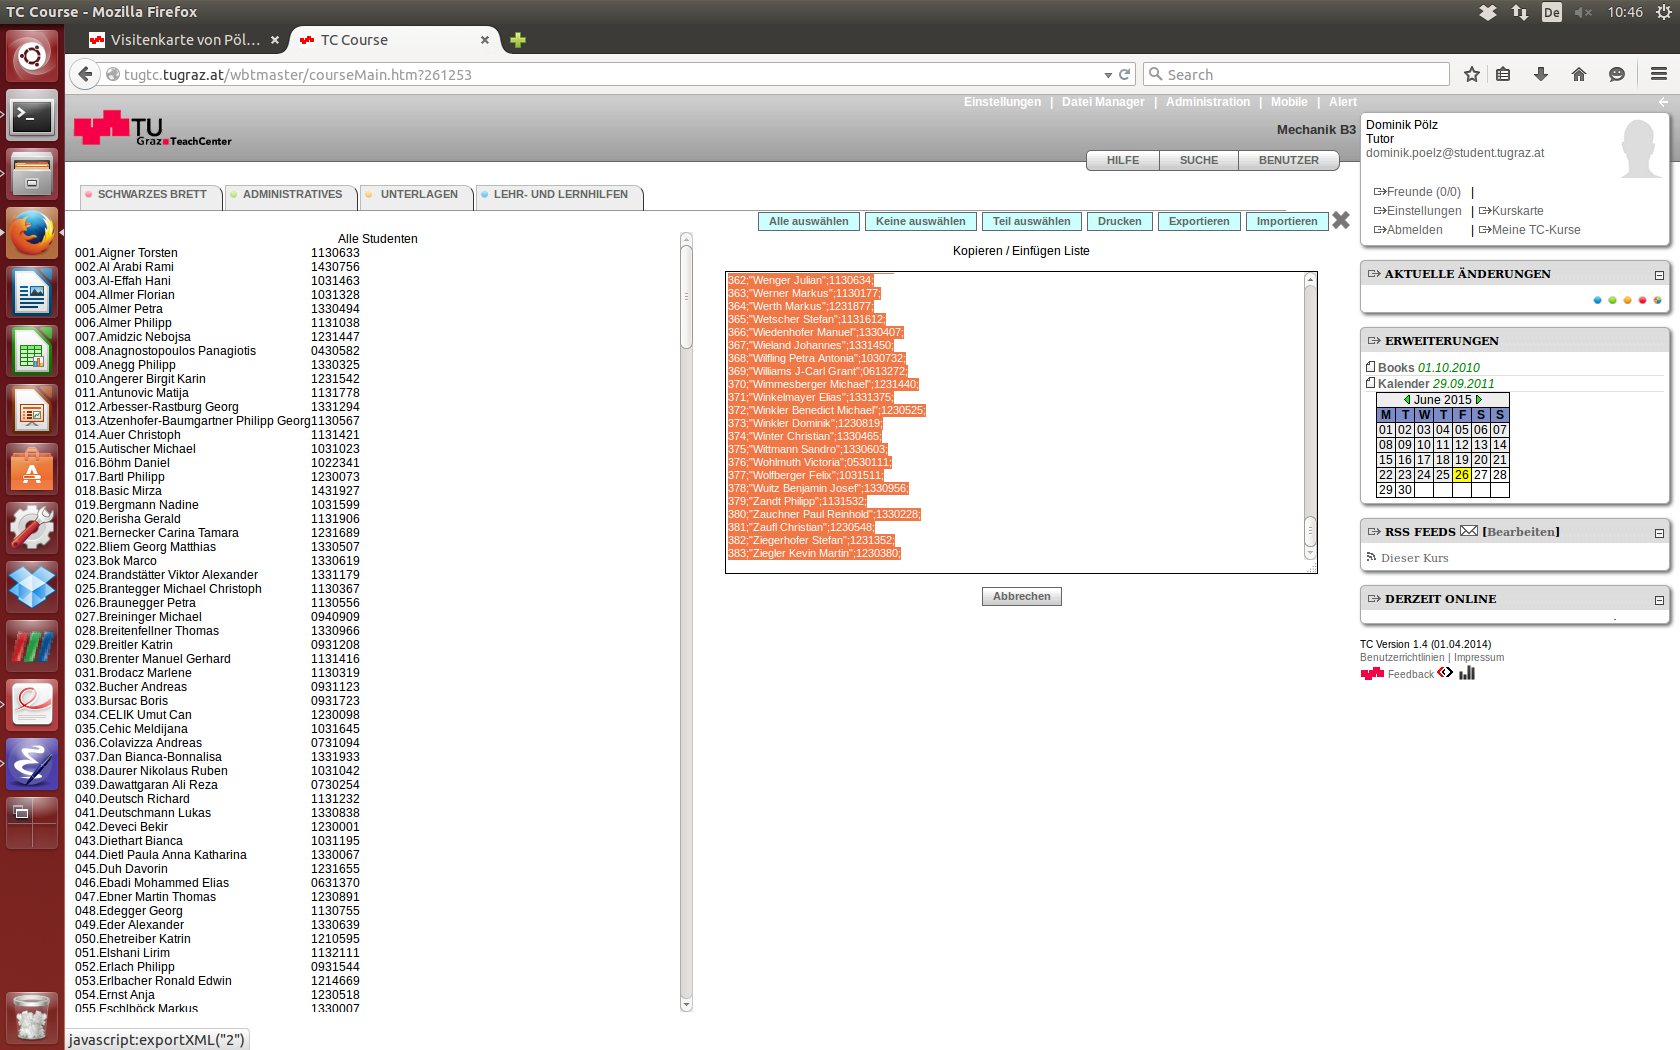 TC Course - Mozilla Firefox
De
10:46
Visitenkarte von Pöl...
TC Course
tugtc.tugraz.at/wbtmaster/courseMain.htm?261253
Search
Einstellungen | Datei Manager | Administration | Mobile | Alert
TU
Graz TeachCenter
Mechanik B3
HILFE
SUCHE
BENUTZER
SCHWARZES BRETT
ADMINISTRATIVES
UNTERLAGEN
LEHR- UND LERNHILFEN
Alle auswählen
Keine auswählen
Teil auswählen
Drucken
Exportieren
Importieren
Alle Studenten
001.Aigner Torsten 1130633
002.Al Arabi Rami 1430756
003.Al-Effah Hani 1031463
004.Allmer Florian 1031328
005.Almer Petra 1330494
006.Almer Philipp 1131038
007.Amidzic Nebojsa 1231447
008.Anagnostopoulos Panagiotis 0430582
009.Anegg Philipp 1330325
010.Angerer Birgit Karin 1231542
011.Antunovic Matija 1131778
012.Arbesser-Rastburg Georg 1331294
013.Atzenhofer-Baumgartner Philipp Georg 1130567
014.Auer Christoph 1131421
015.Autischer Michael 1031023
016.Böhm Daniel 1022341
017.Bartl Philipp 1230073
018.Basic Mirza 1431927
019.Bergmann Nadine 1031599
020.Berisha Gerald 1131906
021.Bernecker Carina Tamara 1231689
022.Bliem Georg Matthias 1330507
023.Bok Marco 1330619
024.Brandstätter Viktor Alexander 1331179
025.Brantegger Michael Christoph 1130367
026.Braunegger Petra 1130556
027.Breininger Michael 0940909
028.Breitenfellner Thomas 1330966
029.Breitler Katrin 0931208
030.Brenter Manuel Gerhard 1131416
031.Brodacz Marlene 1130319
032.Bucher Andreas 0931123
033.Bursac Boris 0931723
034.CELIK Umut Can 1230098
035.Cehic Meldijana 1031645
036.Colavizza Andreas 0731094
037.Dan Bianca-Bonnalisa 1331933
038.Daurer Nikolaus Ruben 1031042
039.Dawattgaran Ali Reza 0730254
040.Deutsch Richard 1131232
041.Deutschmann Lukas 1330838
042.Deveci Bekir 1230001
043.Diethart Bianca 1031195
044.Dietl Paula Anna Katharina 1330067
045.Duh Davorin 1231655
046.Ebadi Mohammed Elias 0631370
047.Ebner Martin Thomas 1230891
048.Edegger Georg 1130755
049.Eder Alexander 1330639
050.Ehetreiber Katrin 1210595
051.Elshani Lirim 1132111
052.Erlach Philipp 0931544
053.Erlbacher Ronald Edwin 1214669
054.Ernst Anja 1230518
055.Eschlböck Markus 1330007
Kopieren / Einfügen Liste
362;"Wenger Julian";1130634;
363;"Werner Markus";1130177;
364;"Werth Markus";1231877;
365;"Wetscher Stefan";1131612;
366;"Wiedenhofer Manuel";1330407;
367;"Wieland Johannes";1331450;
368;"Wilfling Petra Antonia";1030732;
369;"Williams J-Carl Grant";0613272;
370;"Wimmesberger Michael";1231440;
371;"Winkelmayer Elias";1331375;
372;"Winkler Benedict Michael";1230525;
373;"Winkler Dominik";1230819;
374;"Winter Christian";1330465;
375;"Wittmann Sandro";1330603;
376;"Wohlmuth Victoria";0530111;
377;"Wolfberger Felix";1031511;
378;"Wuitz Benjamin Josef";1330956;
379;"Zandt Philipp";1131532;
380;"Zauchner Paul Reinhold";1330228;
381;"Zaufl Christian";1230548;
382;"Ziegerhofer Stefan";1231352;
383;"Ziegler Kevin Martin";1230380;
Abbrechen
Dominik Pölz
Tutor
dominik.poelz@student.tugraz.at
Freunde (0/0) |
Einstellungen | Kurskarte
Abmelden | Meine TC-Kurse
AKTUELLE ÄNDERUNGEN
ERWEITERUNGEN
Books 01.10.2010
Kalender 29.09.2011
June 2015
M T W T F S S
01 02 03 04 05 06 07
08 09 10 11 12 13 14
15 16 17 18 19 20 21
22 23 24 25 26 27 28
29 30
RSS FEEDS [Bearbeiten]
Dieser Kurs
DERZEIT ONLINE
.
TC Version 1.4 (01.04.2014)
Benutzerrichtlinien | Impressum
Feedback
javascript:exportXML("2")